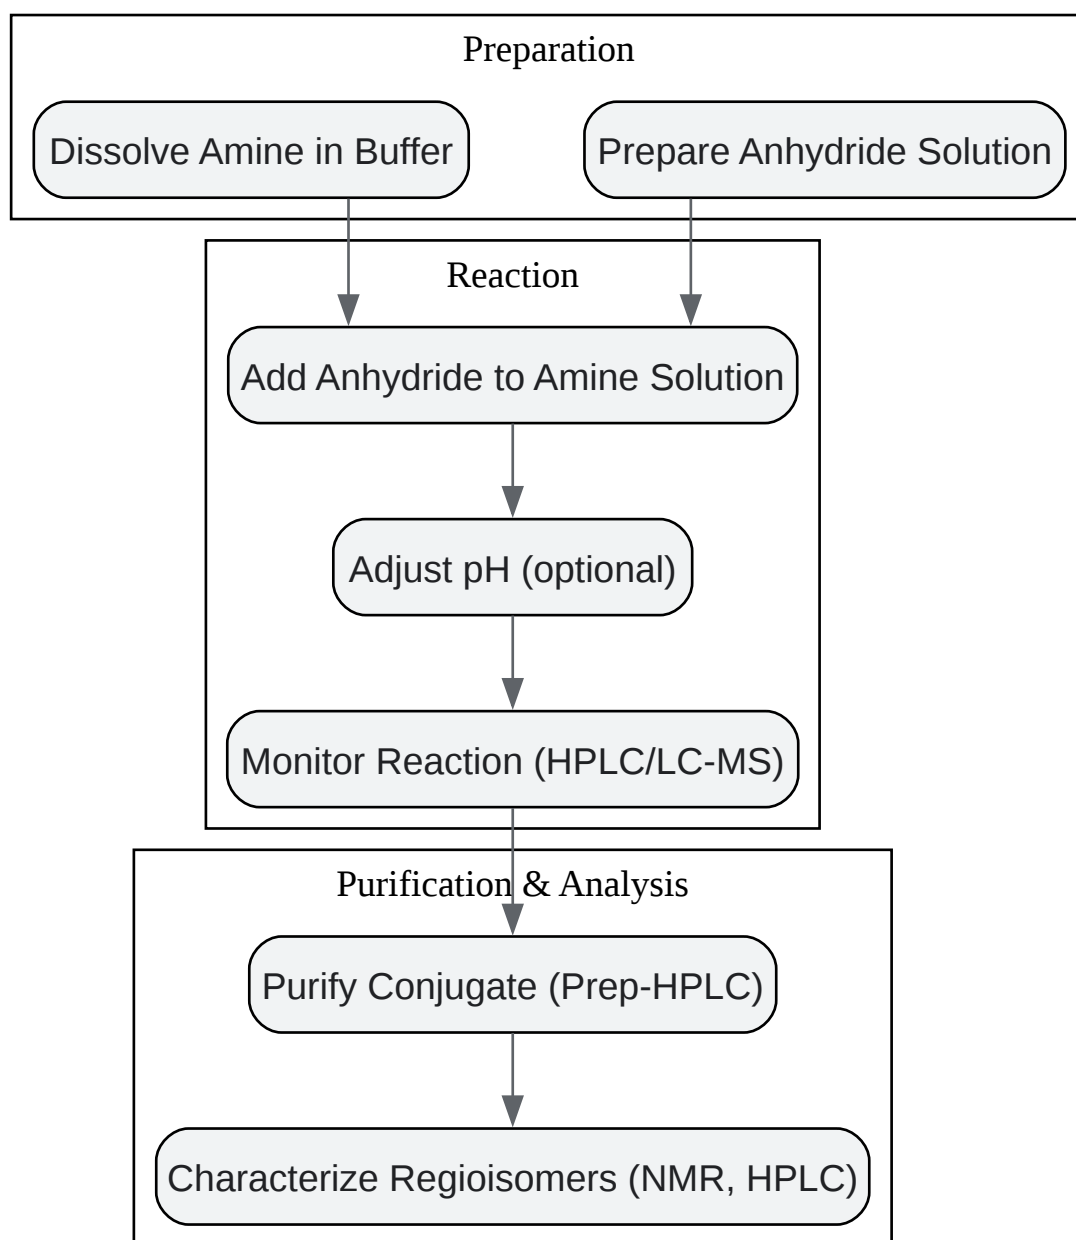 Preparation
Dissolve Amine in Buffer
Prepare Anhydride Solution
Reaction
Add Anhydride to Amine Solution
Adjust pH (optional)
Monitor Reaction (HPLC/LC-MS)
Purification & Analysis
Purify Conjugate (Prep-HPLC)
Characterize Regioisomers (NMR, HPLC)